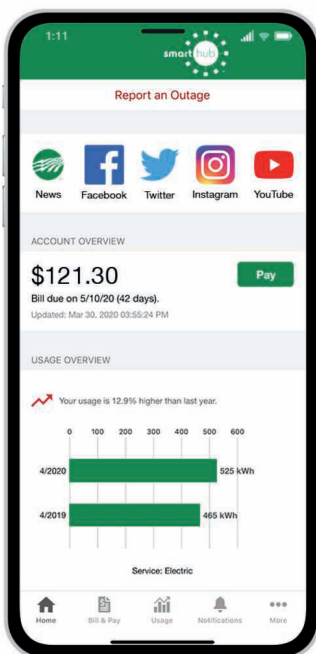 1:11
smarthub
Report an Outage
News Facebook Twitter Instagram YouTube
ACCOUNT OVERVIEW
$121.30
Pay
Bill due on 5/10/20 (42 days).
Updated: Mar 30. 2020 03:55:24 PM
USAGE OVERVIEW
Your usage is 12.9% higher than last year.
0 100 200 300 400 500 600
4/2020 525 kWh
4/2019 465 kWh
Service: Electric
Home Bill & Pay Usage Notifications More